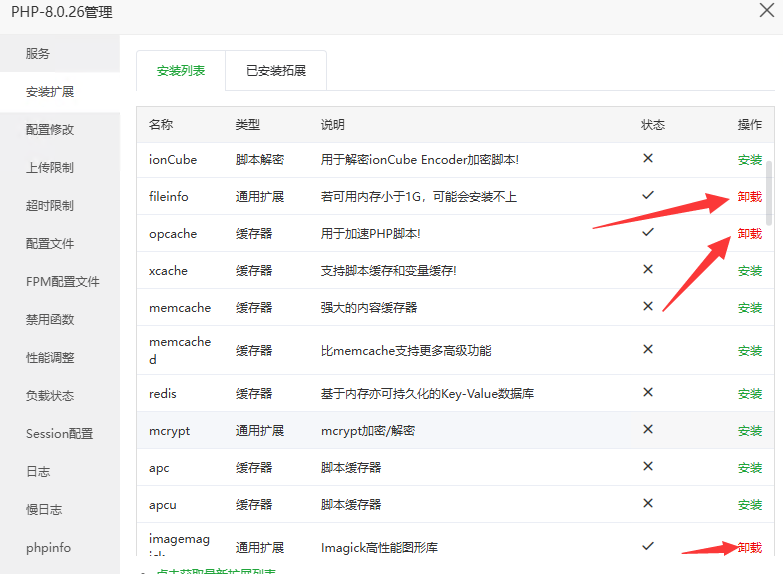 PHP-8.0.26管理
服务
安装扩展
配置修改
上传限制
超时限制
配置文件
FPM配置文件
禁用函数
性能调整
负载状态
Session配置
日志
慢日志
phpinfo
安装列表 已安装拓展
名称 类型 说明 状态 操作
ionCube 脚本解密 用于解密ionCube Encoder加密脚本! 安装
fileinfo 通用扩展 若可用内存小于1G，可能会安装不上 卸载
opcache 缓存器 用于加速PHP脚本! 卸载
xcache 缓存器 支持脚本缓存和变量缓存! 安装
memcache 缓存器 强大的内容缓存器 安装
memcache
d 缓存器 比memcache支持更多高级功能 安装
redis 缓存器 基于内存亦可持久化的Key-Value数据库 安装
mcrypt 通用扩展 mcrypt加密/解密 安装
apc 缓存器 脚本缓存器 安装
apcu 缓存器 脚本缓存器 安装
imagemag 通用扩展 Imagick高性能图形库 卸载
点击获取最新扩展列表